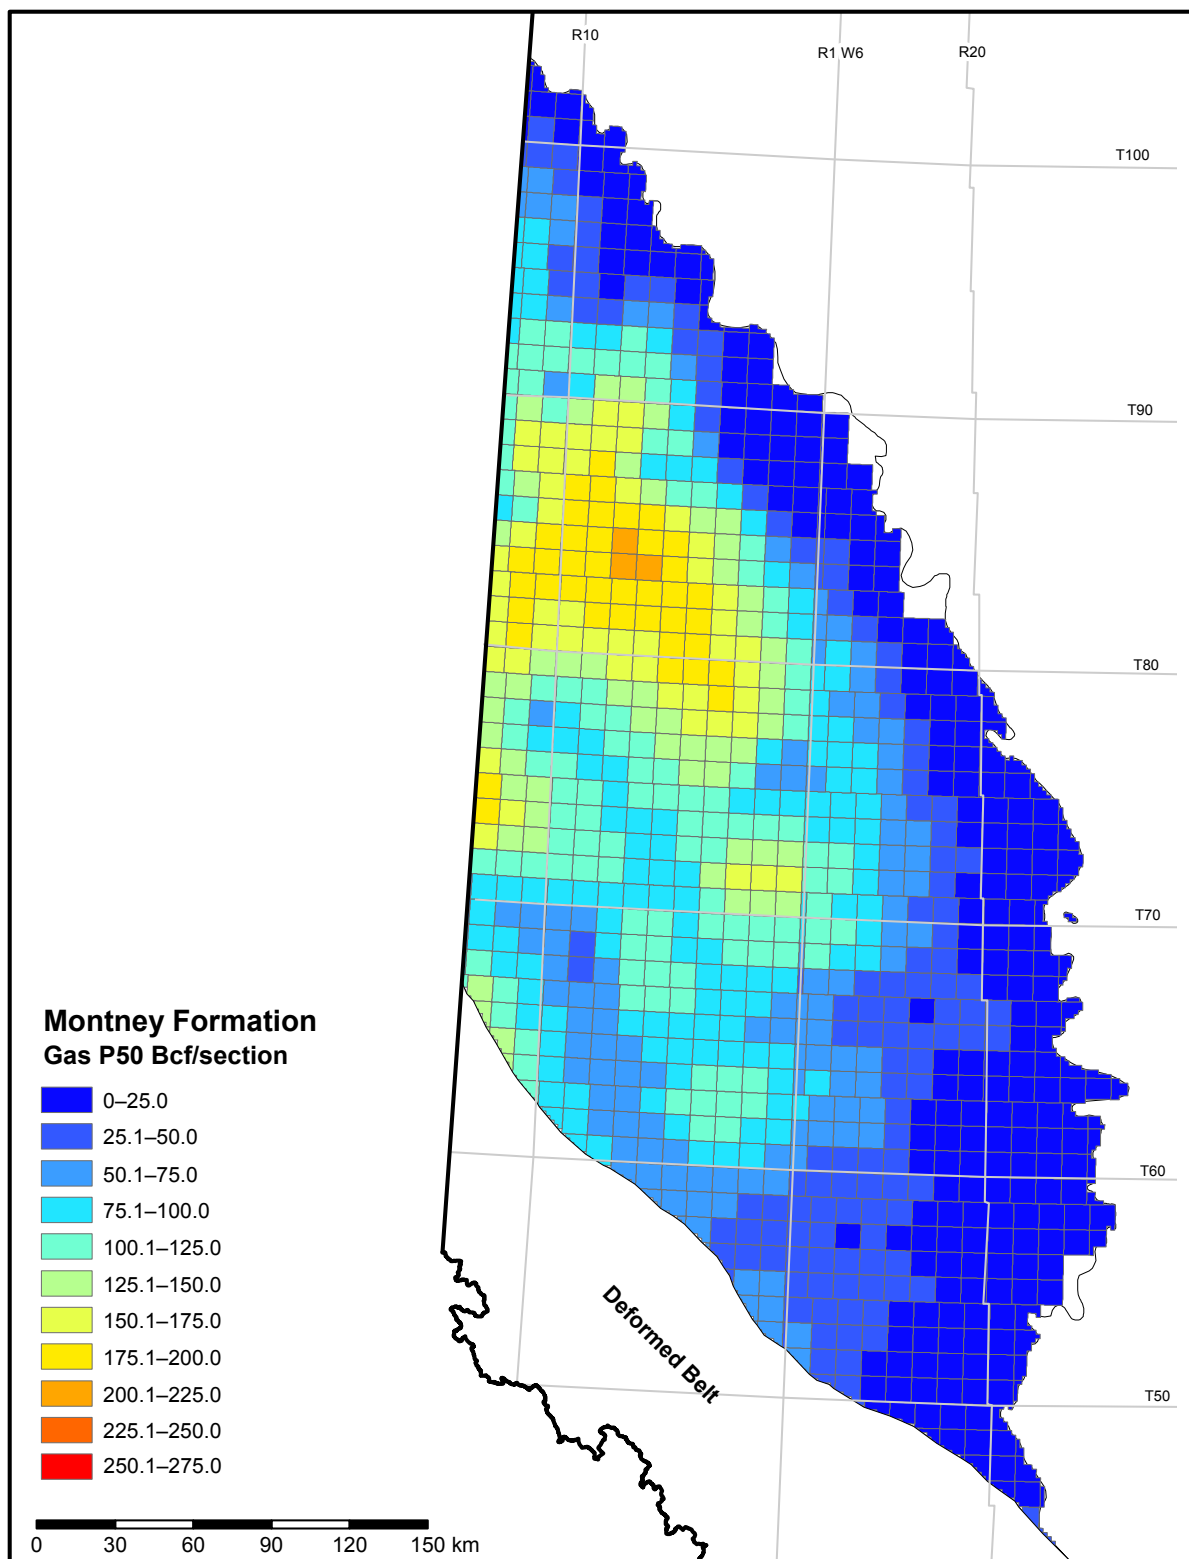 R10
R1 W6
R20
T100
T90
T80
T70
T60
T50
Deformed Belt
Montney Formation
Gas P50 Bcf/section
0–25.0
25.1–50.0
50.1–75.0
75.1–100.0
100.1–125.0
125.1–150.0
150.1–175.0
175.1–200.0
200.1–225.0
225.1–250.0
250.1–275.0
0 30 60 90 120 150 km